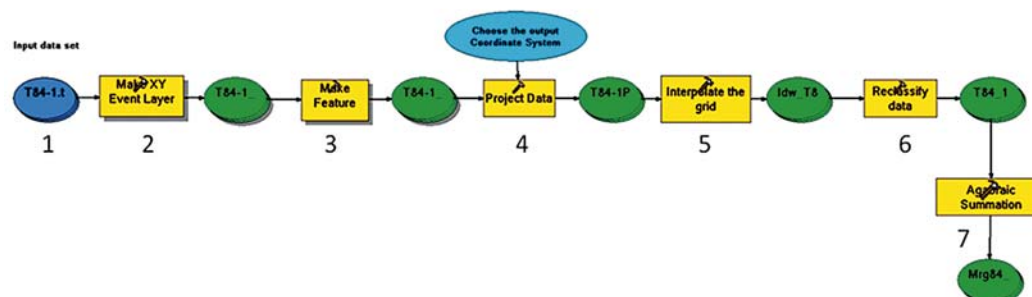 Choose the output
Coordinate System
Input data set
T84-1.t
Make XY
Event Layer
T84-1_
Make
Feature
T84-1_
Project Data
T84-1P
Interpolate the
grid
Idw_T8
Reclassify
data
T84_1
1
2
3
4
5
6
Summation
7
Mrg84_